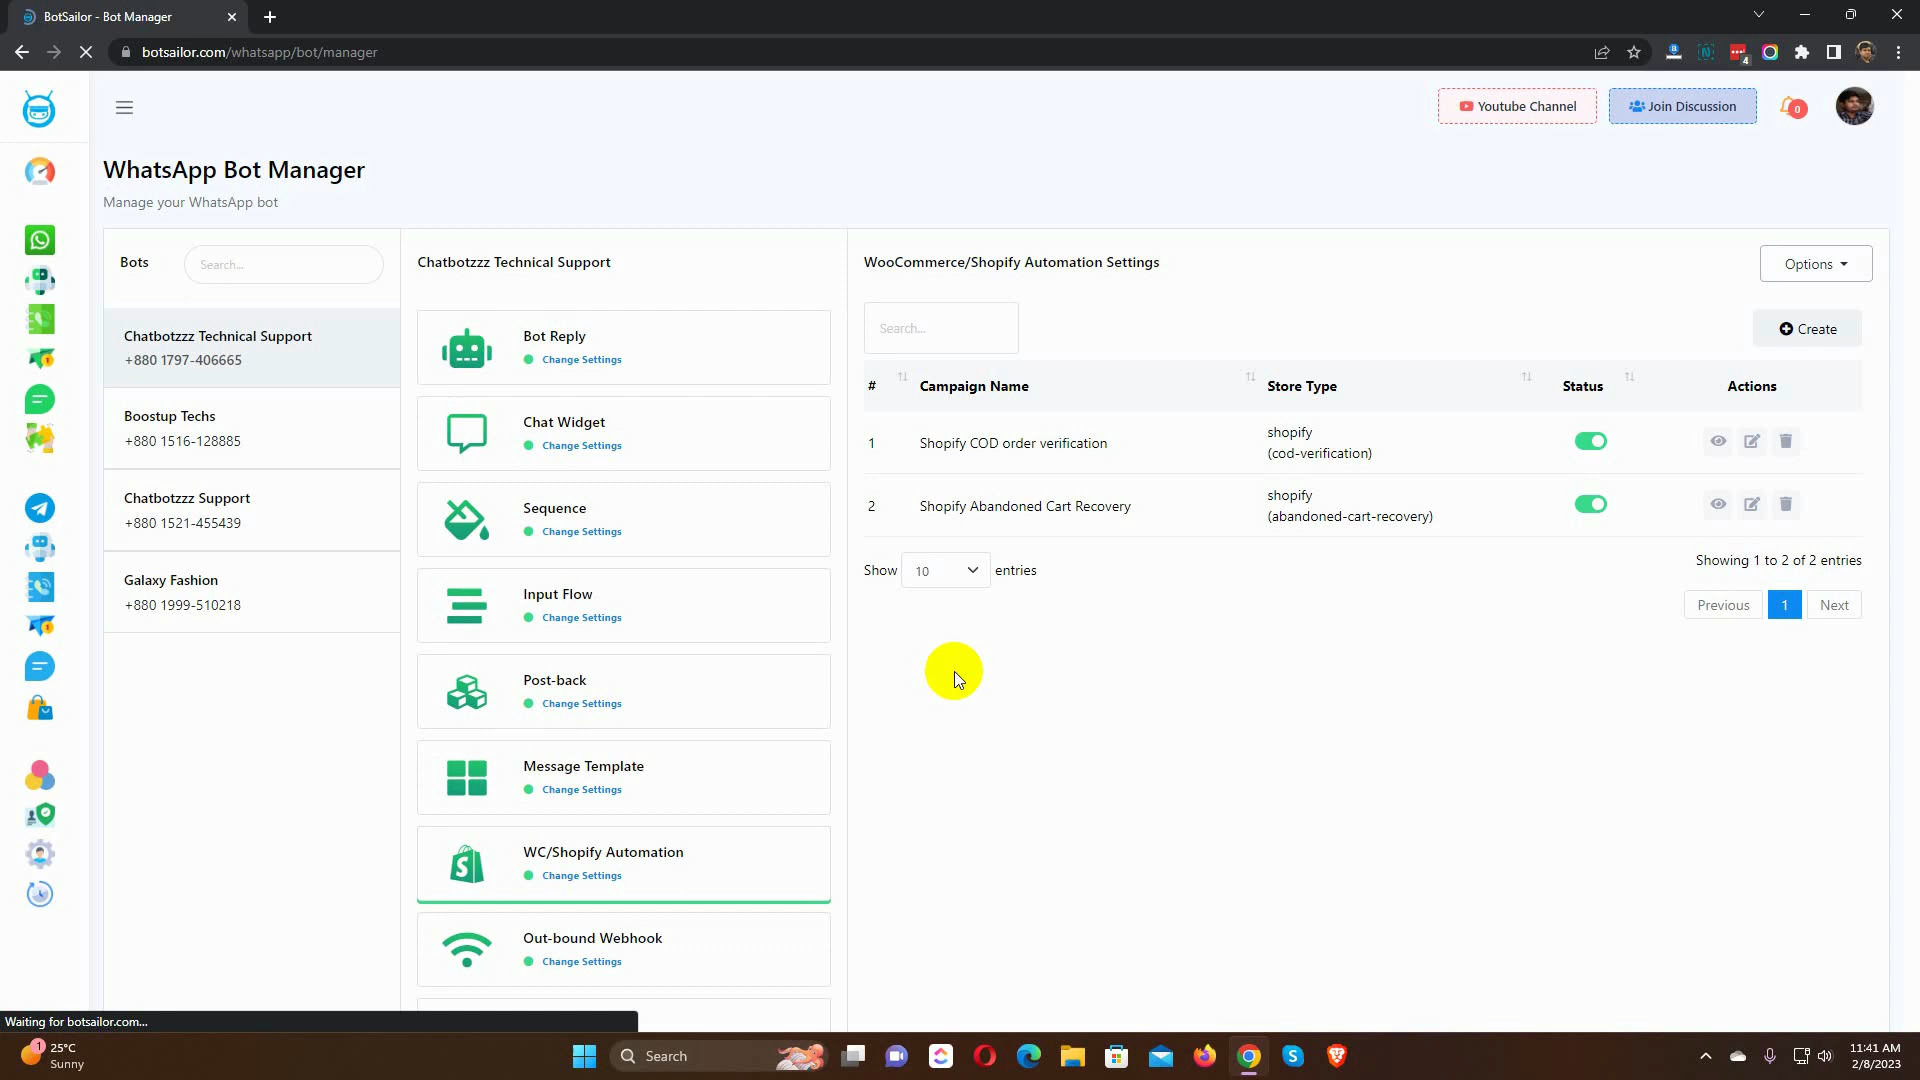 BotSailor - Bot Manager
botsailor.com/whatsapp/bot/manager
4
Youtube Channel
Join Discussion
0
WhatsApp Bot Manager
Manage your WhatsApp bot
Bots
Search...
Chatbotzzz Technical Support
+880 1797-406665
Boostup Techs
+880 1516-128885
Chatbotzzz Support
+880 1521-455439
Galaxy Fashion
+880 1999-510218
Chatbotzzz Technical Support
Bot Reply
Change Settings
Chat Widget
Change Settings
Sequence
Change Settings
Input Flow
Change Settings
Post-back
Change Settings
Message Template
Change Settings
WC/Shopify Automation
Change Settings
Out-bound Webhook
Change Settings
WooCommerce/Shopify Automation Settings
Options
Search...
Create
# Campaign Name Store Type Status Actions
1 Shopify COD order verification shopify
(cod-verification)
2 Shopify Abandoned Cart Recovery shopify
(abandoned-cart-recovery)
Show 10 entries
Showing 1 to 2 of 2 entries
Previous 1 Next
Waiting for botsailor.com...
1
25°C
Sunny
Search
11:41 AM
2/8/2023